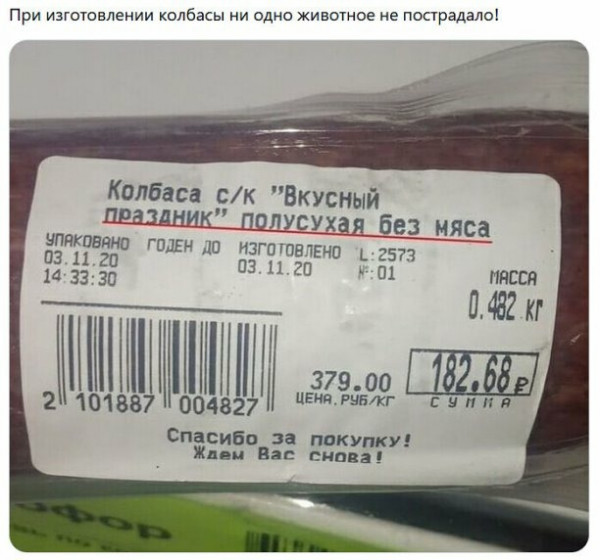 При изготовлении колбасы ни одно животное не пострадало!
Колбаса с/к "Вкусный
праздник" полусухая без мяса
УПАКОВАНО ГОДЕН ДО ИЗГОТОВЛЕНО L:2573
03.11.20 03.11.20 №:01
14:33:30
МАССА
0.482 кг
379.00 182.68 ₽
ЦЕНА, РУБ/КГ СУММА
2 101887 004827
Спасибо за покупку!
Ждем Вас снова!